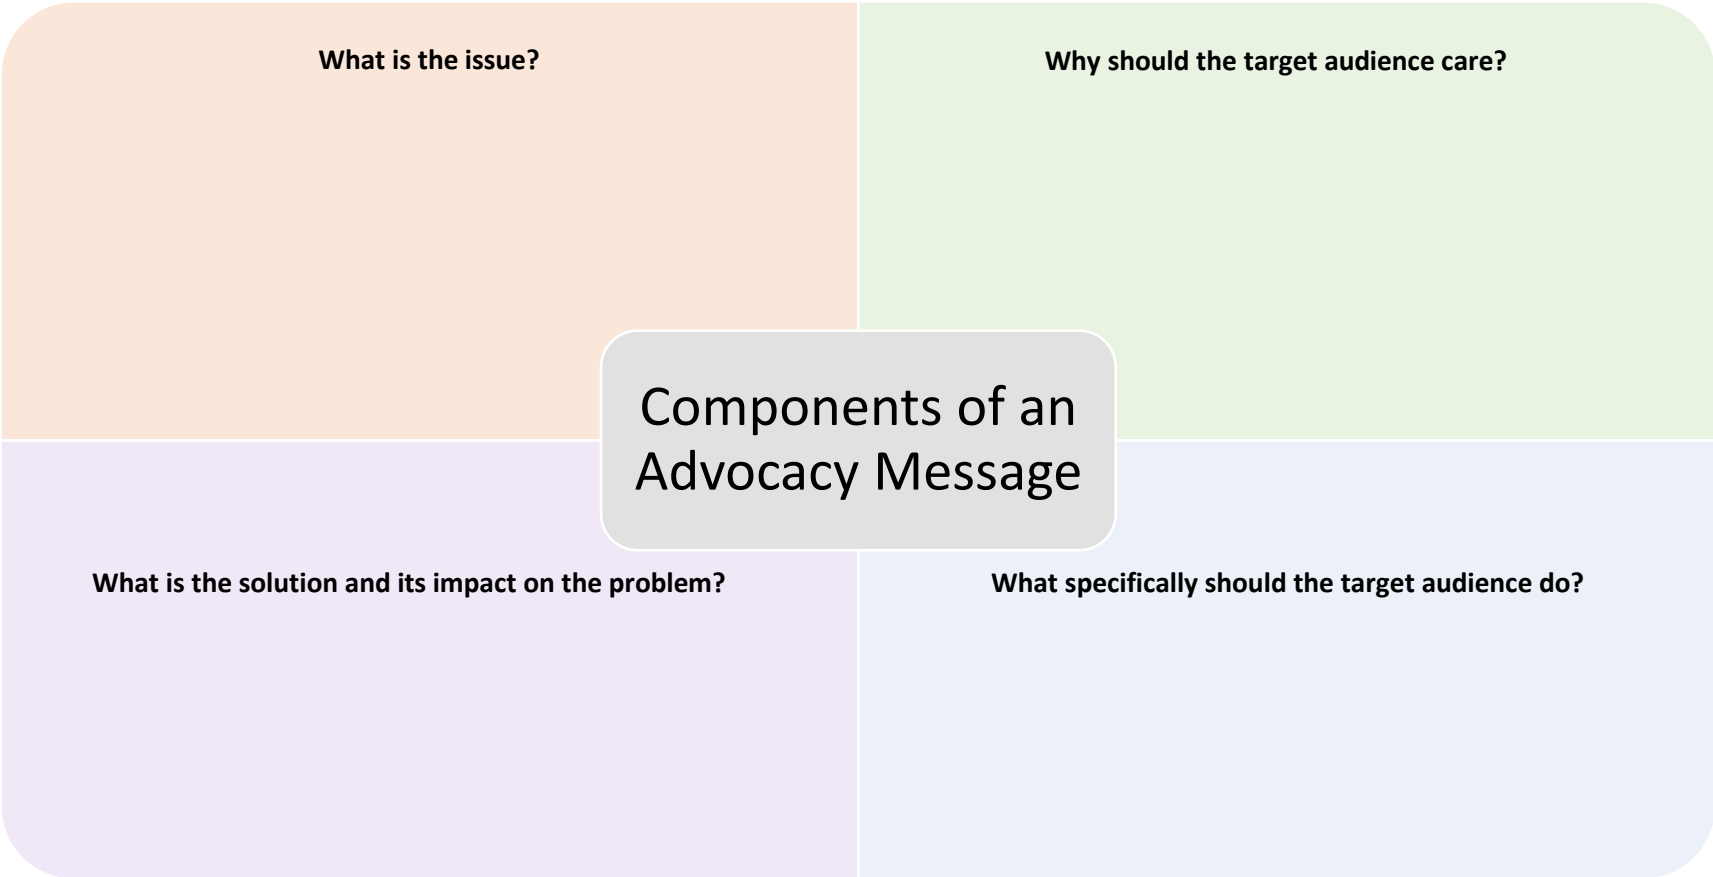 What is the issue?
Why should the target audience care?
Components of an
Advocacy Message
What is the solution and its impact on the problem?
What specifically should the target audience do?